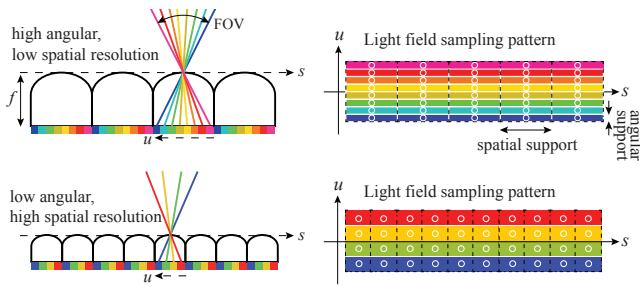 high angular,
low spatial resolution
FOV
s
f
u
u
Light field sampling pattern
s
spatial support
angular
support
low angular,
high spatial resolution
s
u
u
Light field sampling pattern
s